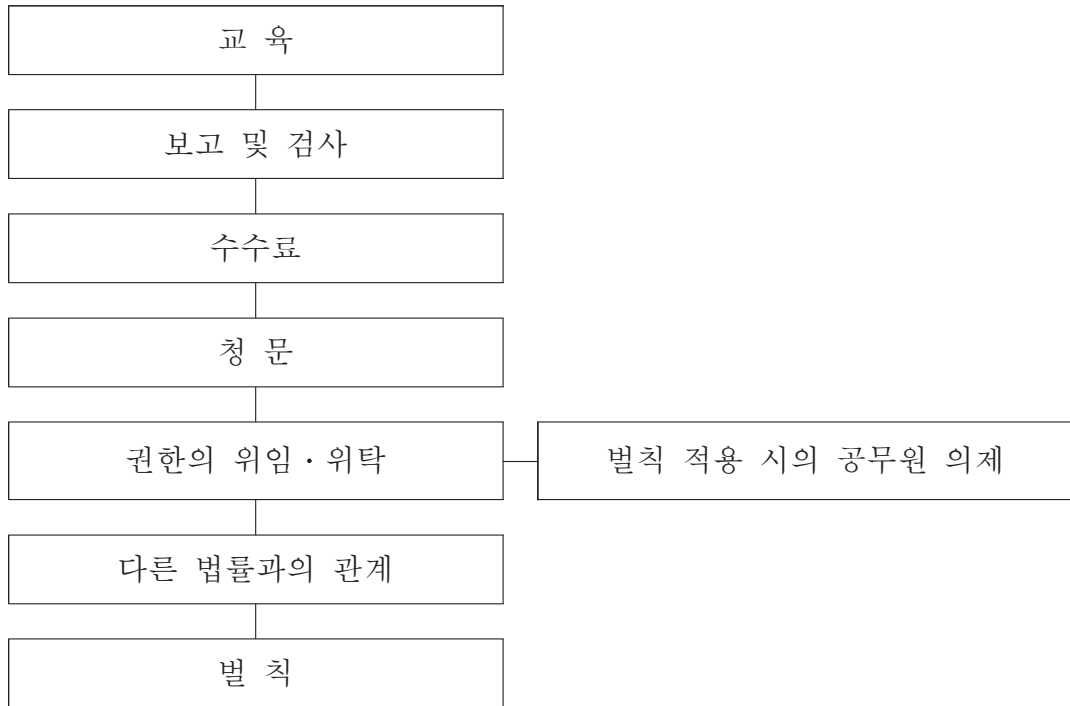 교 육
보고 및 검사
수수료
청 문
권한의 위임·위탁
벌칙 적용 시의 공무원 의제
다른 법률과의 관계
벌 칙